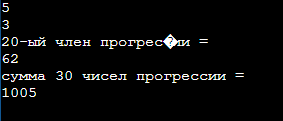 5
3
20-ый член прогрес�ии =
62
сумма 30 чисел прогрессии =
1005